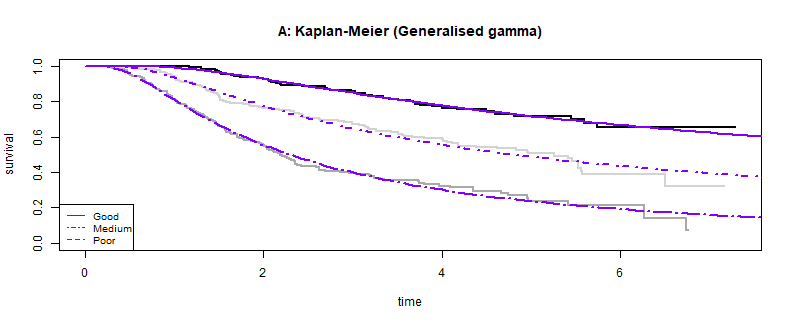 A: Kaplan-Meier (Generalised gamma)
1.0
0.8
0.6
0.4
0.2
0.0
survival
Good
Medium
Poor
0 2 4 6
time